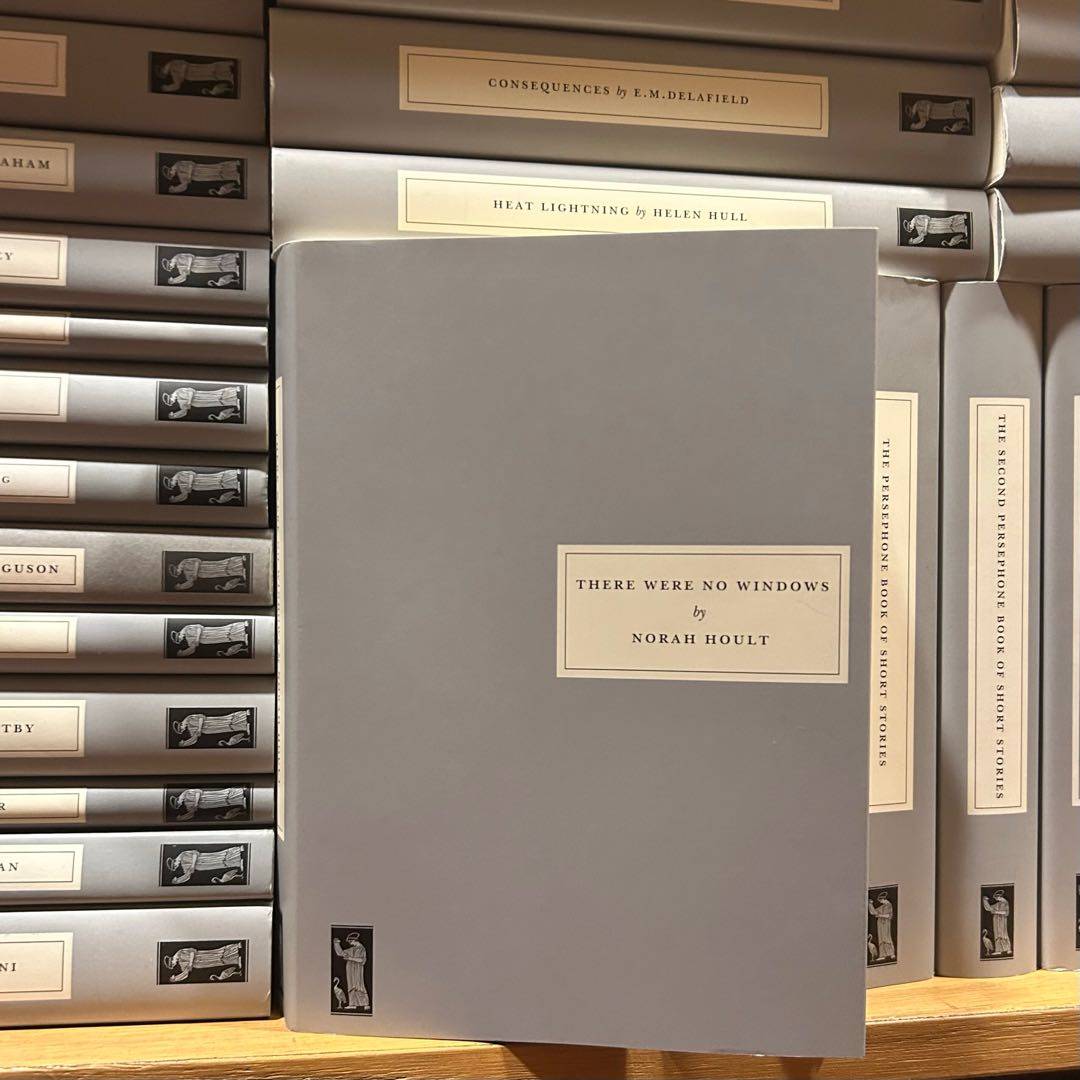 CONSEQUENCES by E.M.DELAFIELD
HEAT LIGHTNING by HELEN HULL
THERE WERE NO WINDOWS
by
NORAH HOULT
THE PERSEPHONE BOOK OF SHORT STORIES
THE SECOND PERSEPHONE BOOK OF SHORT STORIES
AHAM
Y
G
GUSON
TBY
R
AN
NI